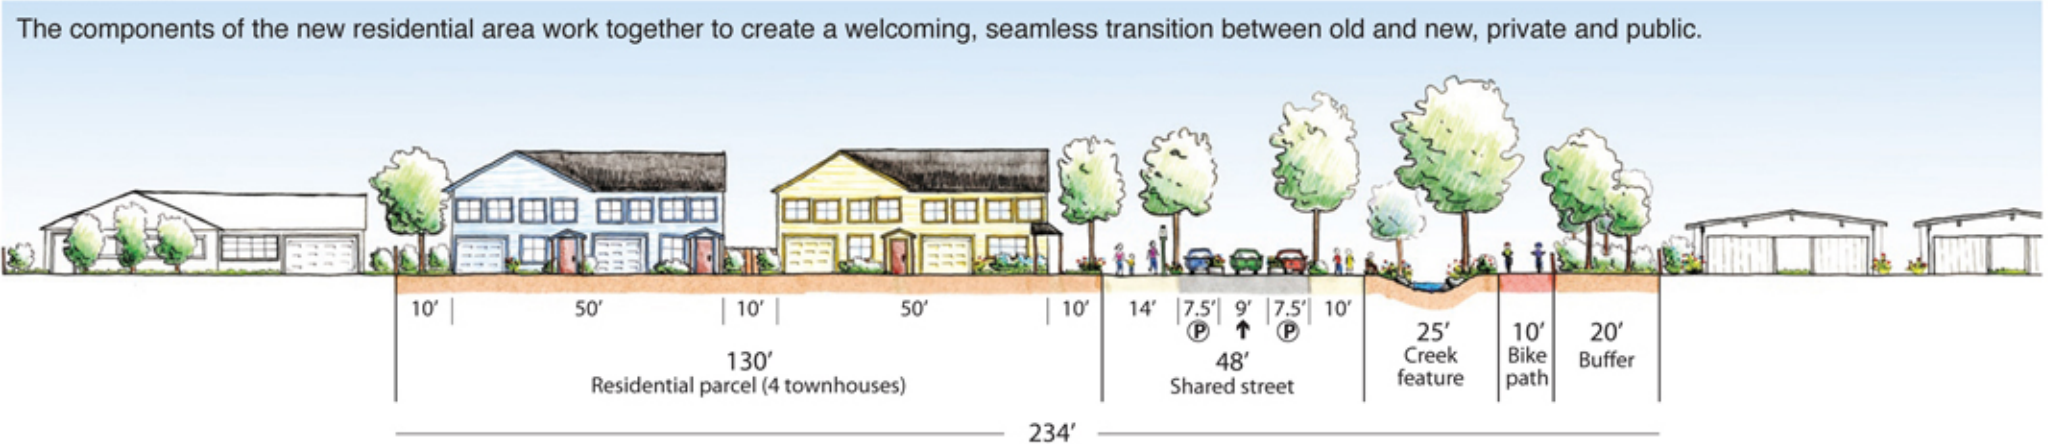 The components of the new residential area work together to create a welcoming, seamless transition between old and new, private and public.
10′ 50′ 10′ 50′ 10′ 14′ 7.5′ 9′ 7.5′ 10′
P P
130′
Residential parcel (4 townhouses)
48′
Shared street
25′
Creek
feature
10′
Bike
path
20′
Buffer
234′